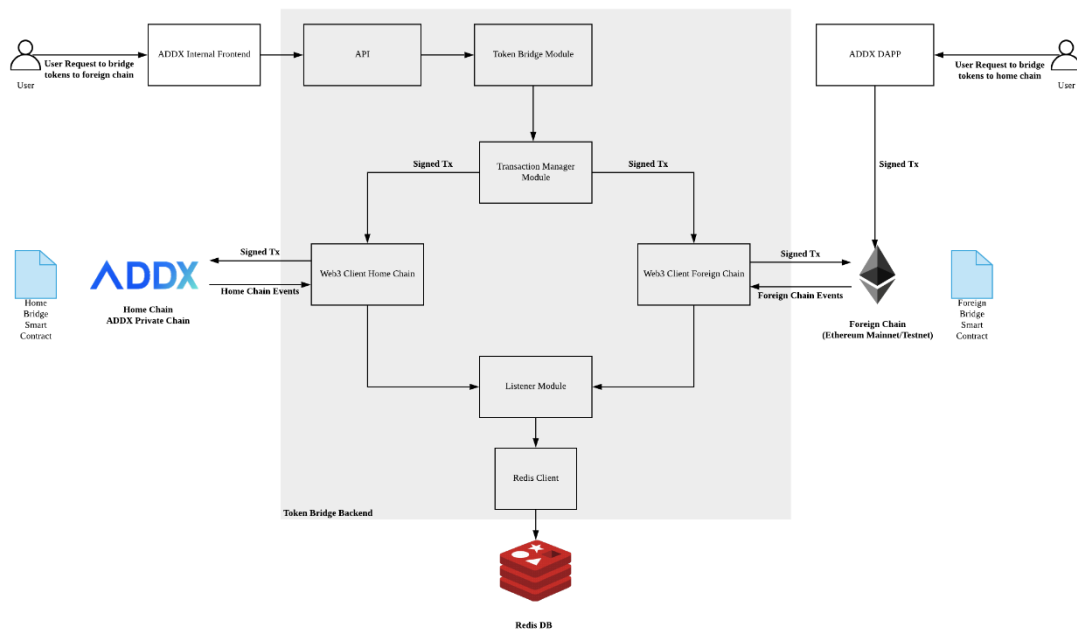 ADDX Internal Frontend
API
Token Bridge Module
ADDX DAPP
User Request to bridge
tokens to foreign chain
User
User Request to bridge
tokens to home chain
User
Signed Tx
Transaction Manager
Module
Signed Tx
Signed Tx
Signed Tx
Web3 Client Home Chain
Home Chain Events
ADDX
Home Chain
ADDX Private Chain
Home
Bridge
Smart
Contract
Web3 Client Foreign Chain
Signed Tx
Foreign Chain Events
Foreign Chain
(Ethereum Mainnet/Testnet)
Foreign
Bridge
Smart
Contract
Listener Module
Redis Client
Token Bridge Backend
Redis DB